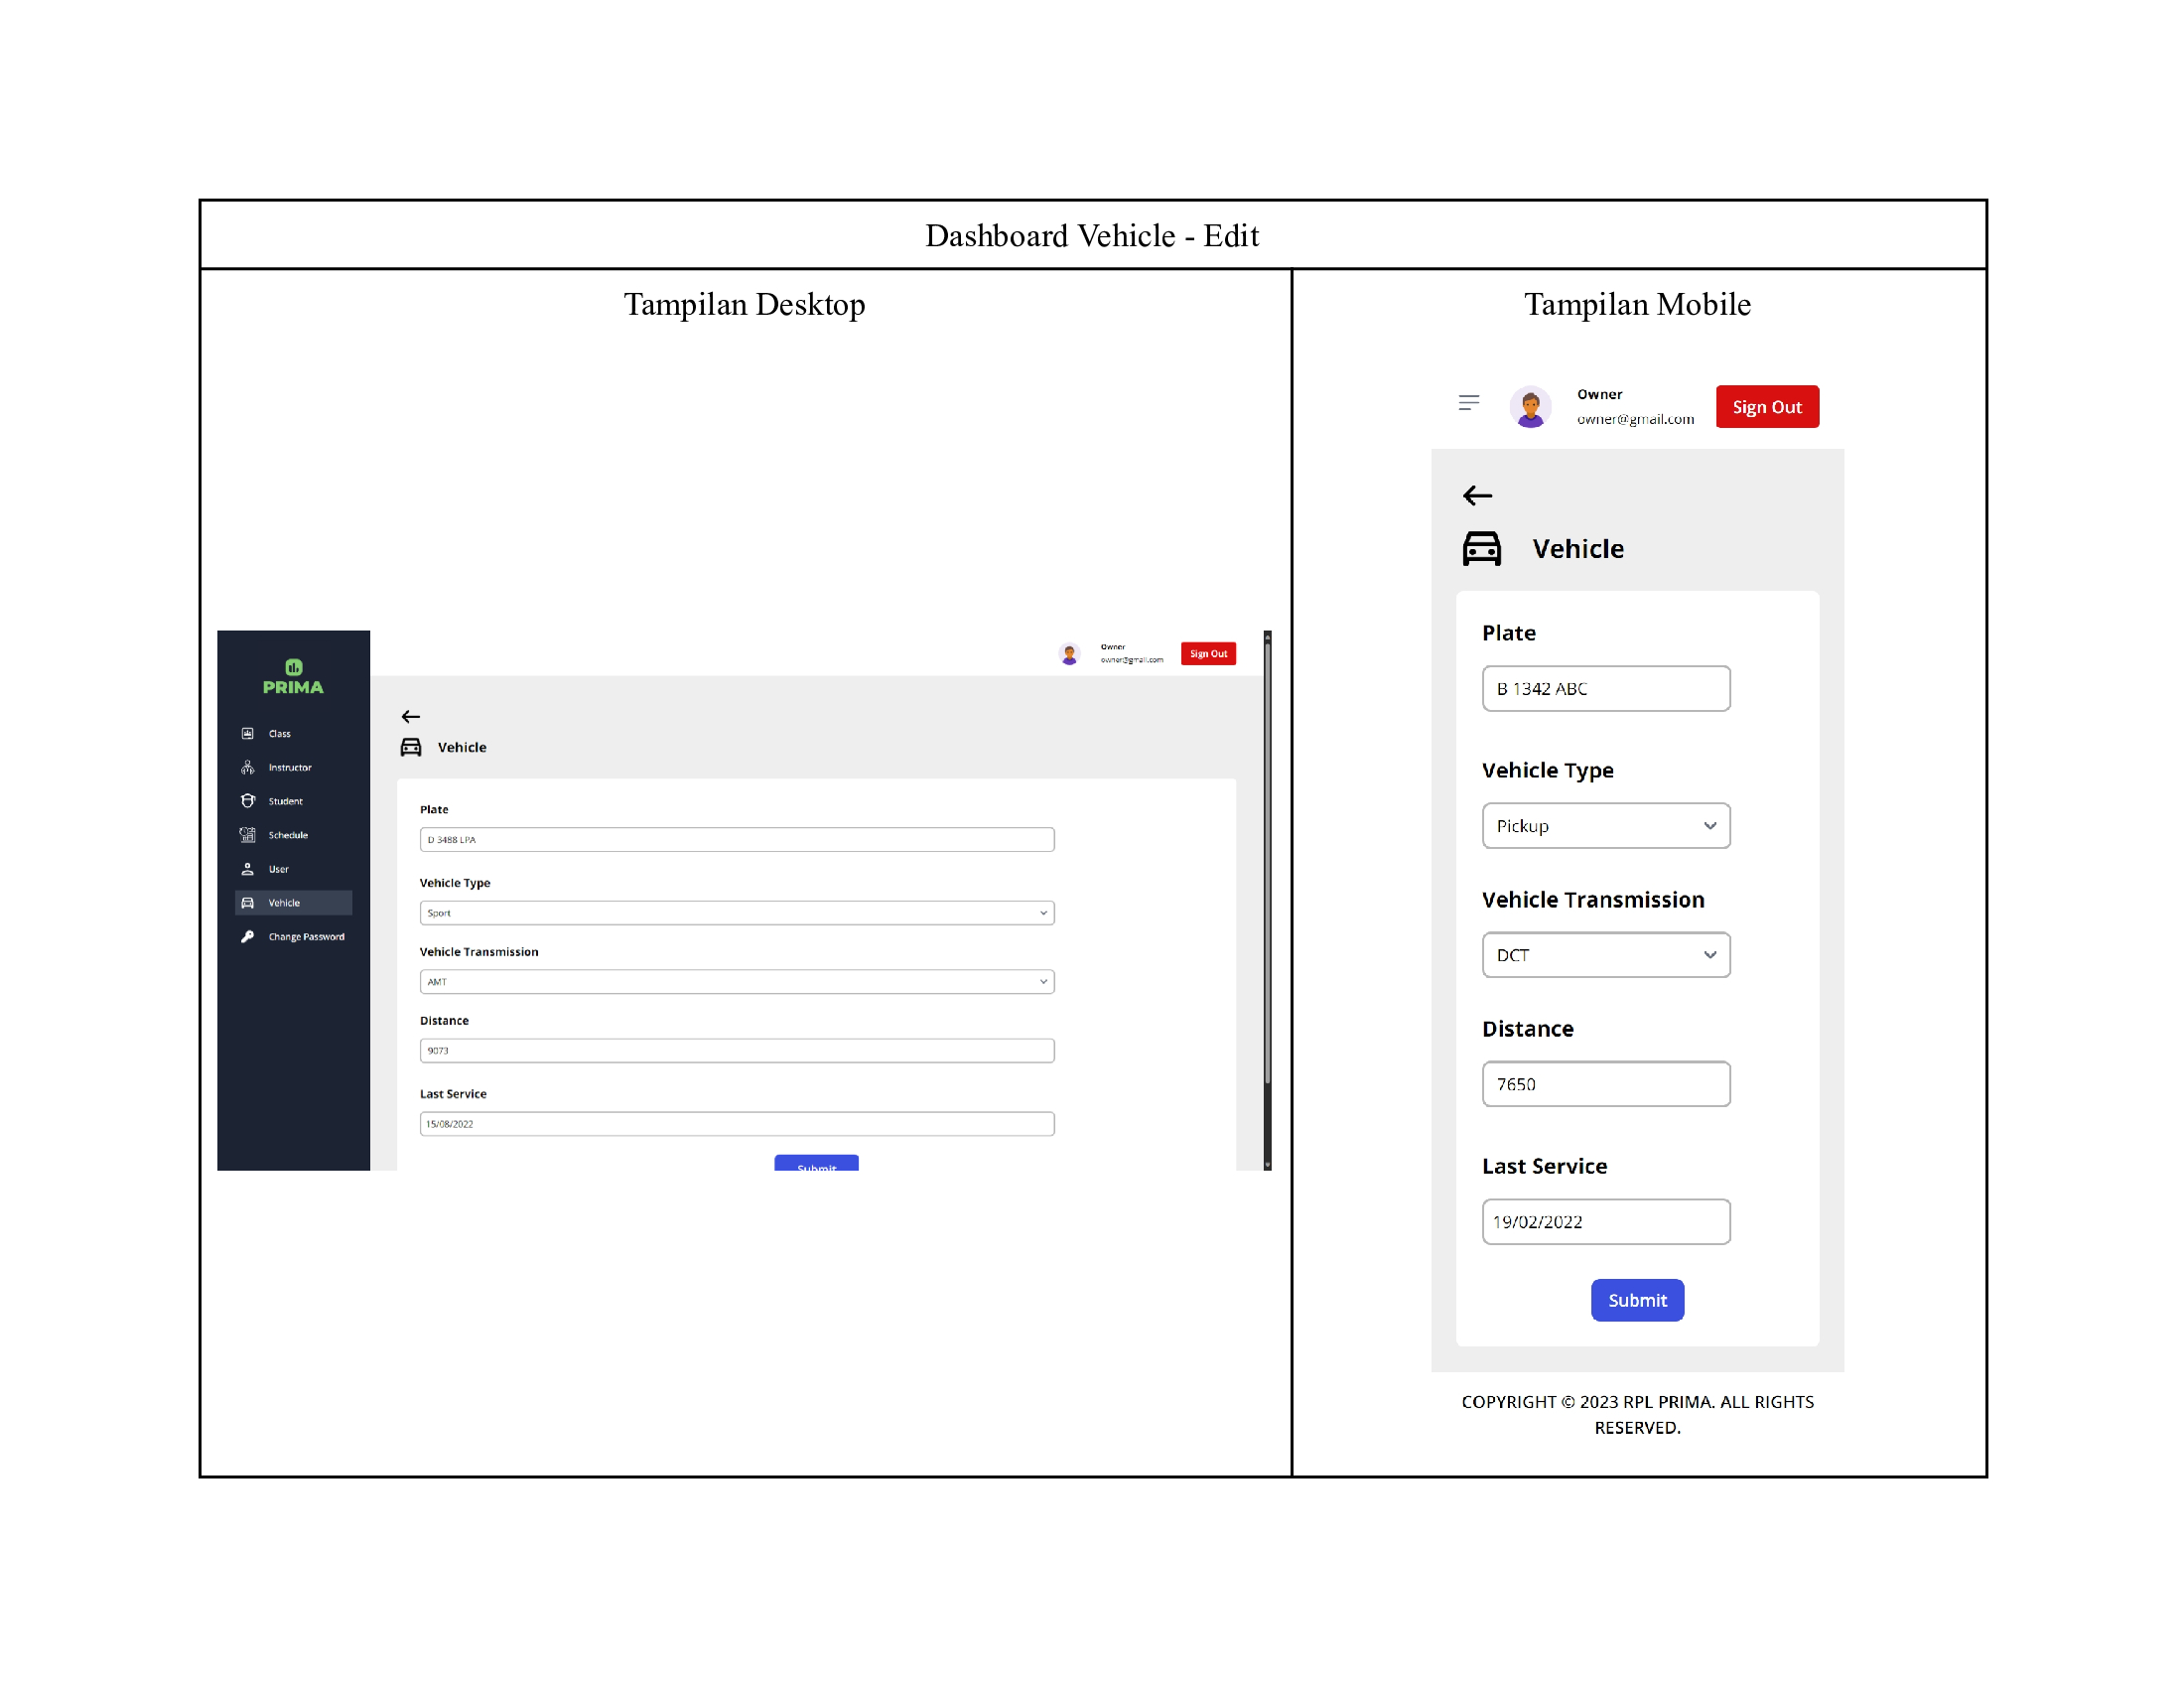 Dashboard Vehicle - Edit
Tampilan Desktop
PRIMA
Class
Instructor
Student
Schedule
User
Vehicle
Change Password
Owner
owner@gmail.com
Sign Out
Vehicle
Plate
D 3488 LPA
Vehicle Type
Sport
Vehicle Transmission
AMT
Distance
9073
Last Service
15/08/2022
Submit
Tampilan Mobile
Owner
owner@gmail.com
Sign Out
Vehicle
Plate
B 1342 ABC
Vehicle Type
Pickup
Vehicle Transmission
DCT
Distance
7650
Last Service
19/02/2022
Submit
COPYRIGHT © 2023 RPL PRIMA. ALL RIGHTS
RESERVED.